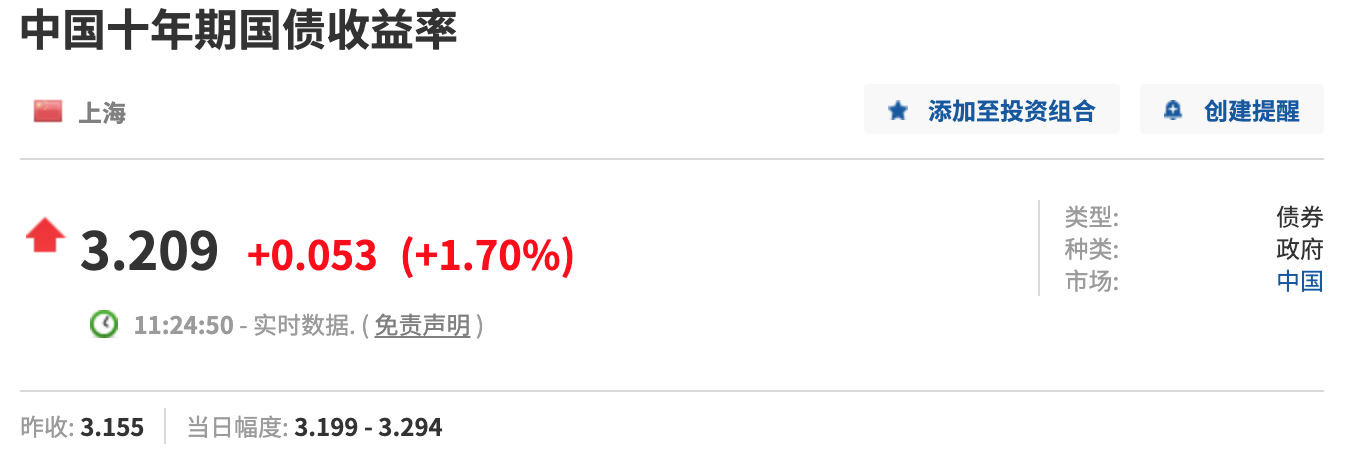 中国十年期国债收益率
上海
添加至投资组合
创建提醒
3.209 +0.053 (+1.70%)
11:24:50 - 实时数据. ( 免责声明 )
类型: 债券
种类: 政府
市场: 中国
昨收: 3.155 当日幅度: 3.199 - 3.294